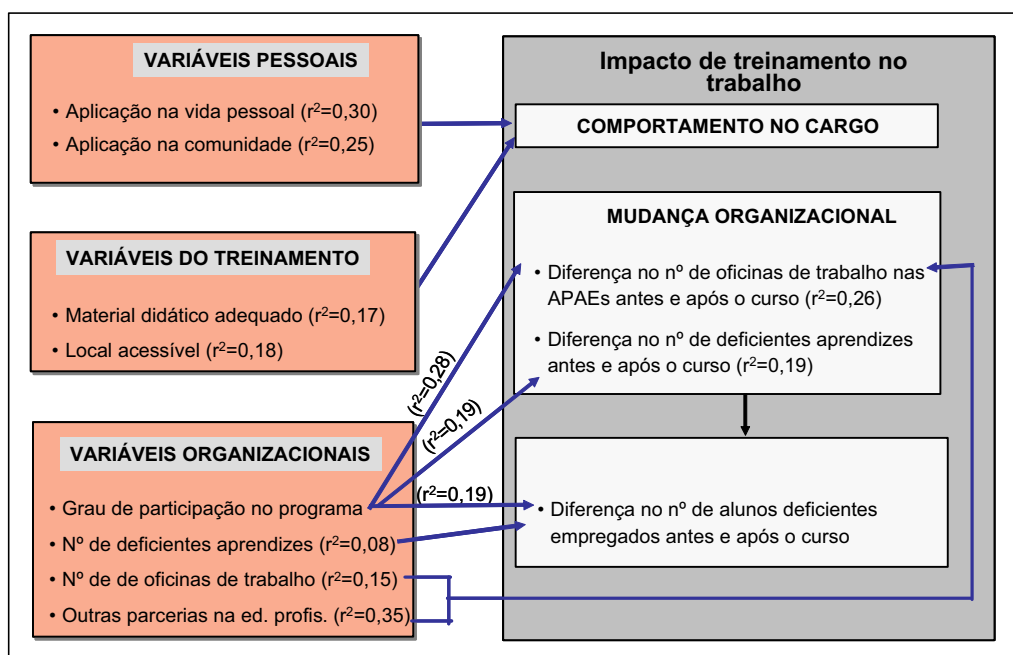 VARIÁVEIS PESSOAIS
• Aplicação na vida pessoal (r²=0,30)
• Aplicação na comunidade (r²=0,25)
VARIÁVEIS DO TREINAMENTO
• Material didático adequado (r²=0,17)
• Local acessível (r²=0,18)
VARIÁVEIS ORGANIZACIONAIS
• Grau de participação no programa
• Nº de deficientes aprendizes (r²=0,08)
• Nº de de oficinas de trabalho (r²=0,15)
• Outras parcerias na ed. profis. (r²=0,35)
(r²=0,28)
(r²=0,19)
(r²=0,19)
Impacto de treinamento no
trabalho
COMPORTAMENTO NO CARGO
MUDANÇA ORGANIZACIONAL
• Diferença no nº de oficinas de trabalho nas
APAEs antes e após o curso (r²=0,26)
• Diferença no nº de deficientes aprendizes
antes e após o curso (r²=0,19)
• Diferença no nº de alunos deficientes
empregados antes e após o curso